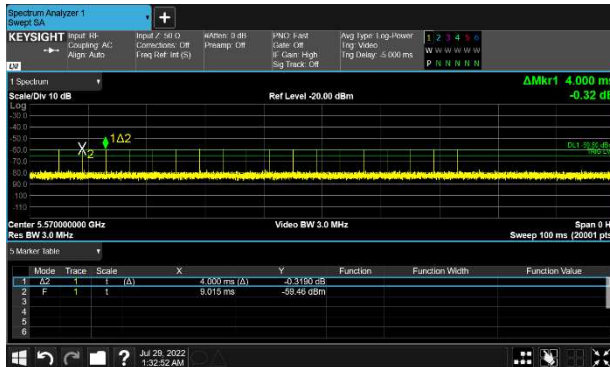 Spectrum Analyzer 1
Swept SA
+
KEYSIGHT Input: RF Input Z: 50 Ω #Atten: 0 dB PNO: Fast Avg Type: Log-Power 1 2 3 4 5 6
Coupling: AC Corrections: Off Preamp: Off Gate: Off Trig: Video W W W W W W
Align: Auto Freq Ref: Int (S) IF Gain: High Trig Delay: -5.000 ms P N N N N N
Sig Track: Off
LXI
1 Spectrum
ΔMkr1 4.000 ms
Scale/Div 10 dB Ref Level -20.00 dBm -0.32 dB
Log
-30.0
-40.0
-50.0
1Δ2
X2
-60.0
-70.0
-80.0
-90.0
-100
-110
Center 5.570000000 GHz Video BW 3.0 MHz Span 0 H
Res BW 3.0 MHz Sweep 100 ms (20001 pts
5 Marker Table
Mode Trace Scale X Y Function Function Width Function Value
1 Δ2 1 t (Δ) 4.000 ms (Δ) -0.3190 dB
2 F 1 t 9.015 ms -59.46 dBm
3
4
5
6
? Jul 29, 2022
1:32:52 AM